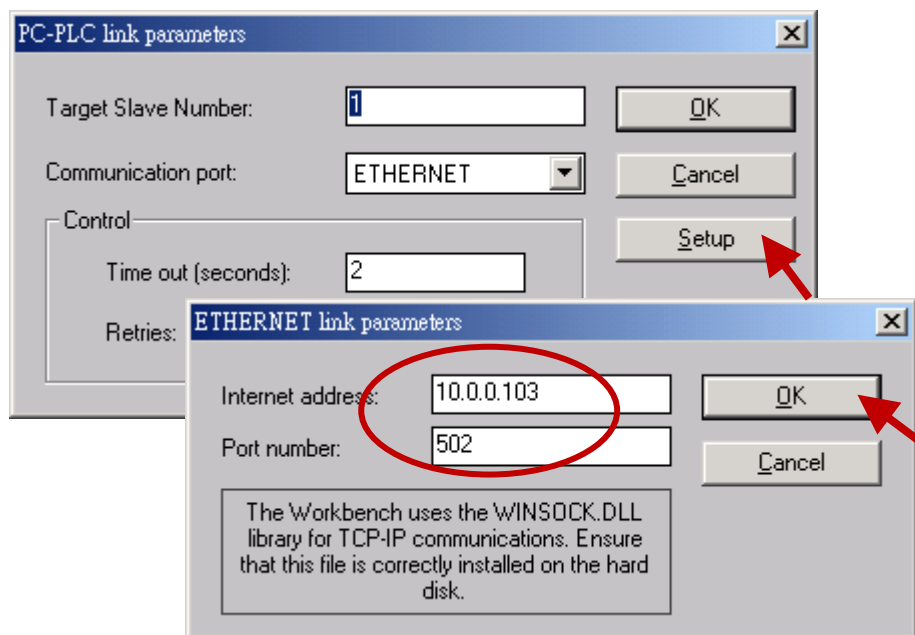 PC-PLC link parameters
Target Slave Number: 1
OK
Communication port: ETHERNET
Cancel
Control
Setup
Time out (seconds): 2
Retries:
ETHERNET link parameters
Internet address: 10.0.0.103
OK
Port number: 502
Cancel
The Workbench uses the WINSOCK.DLL
library for TCP-IP communications. Ensure
that this file is correctly installed on the hard
disk.